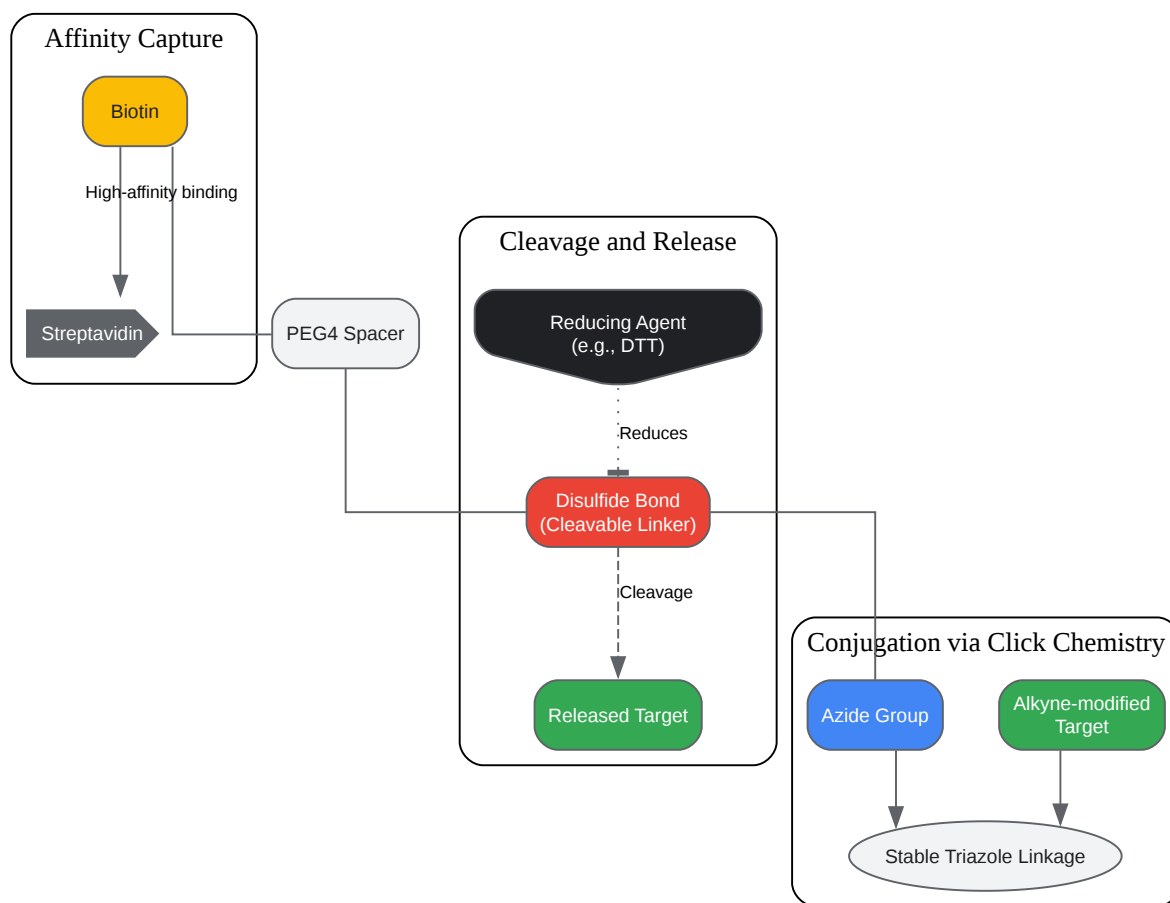 Affinity Capture
Biotin
High-affinity binding
Streptavidin
PEG4 Spacer
Cleavage and Release
Reducing Agent
(e.g., DTT)
Reduces
Disulfide Bond
(Cleavable Linker)
Cleavage
Released Target
Conjugation via Click Chemistry
Azide Group
Alkyne-modified
Target
Stable Triazole Linkage